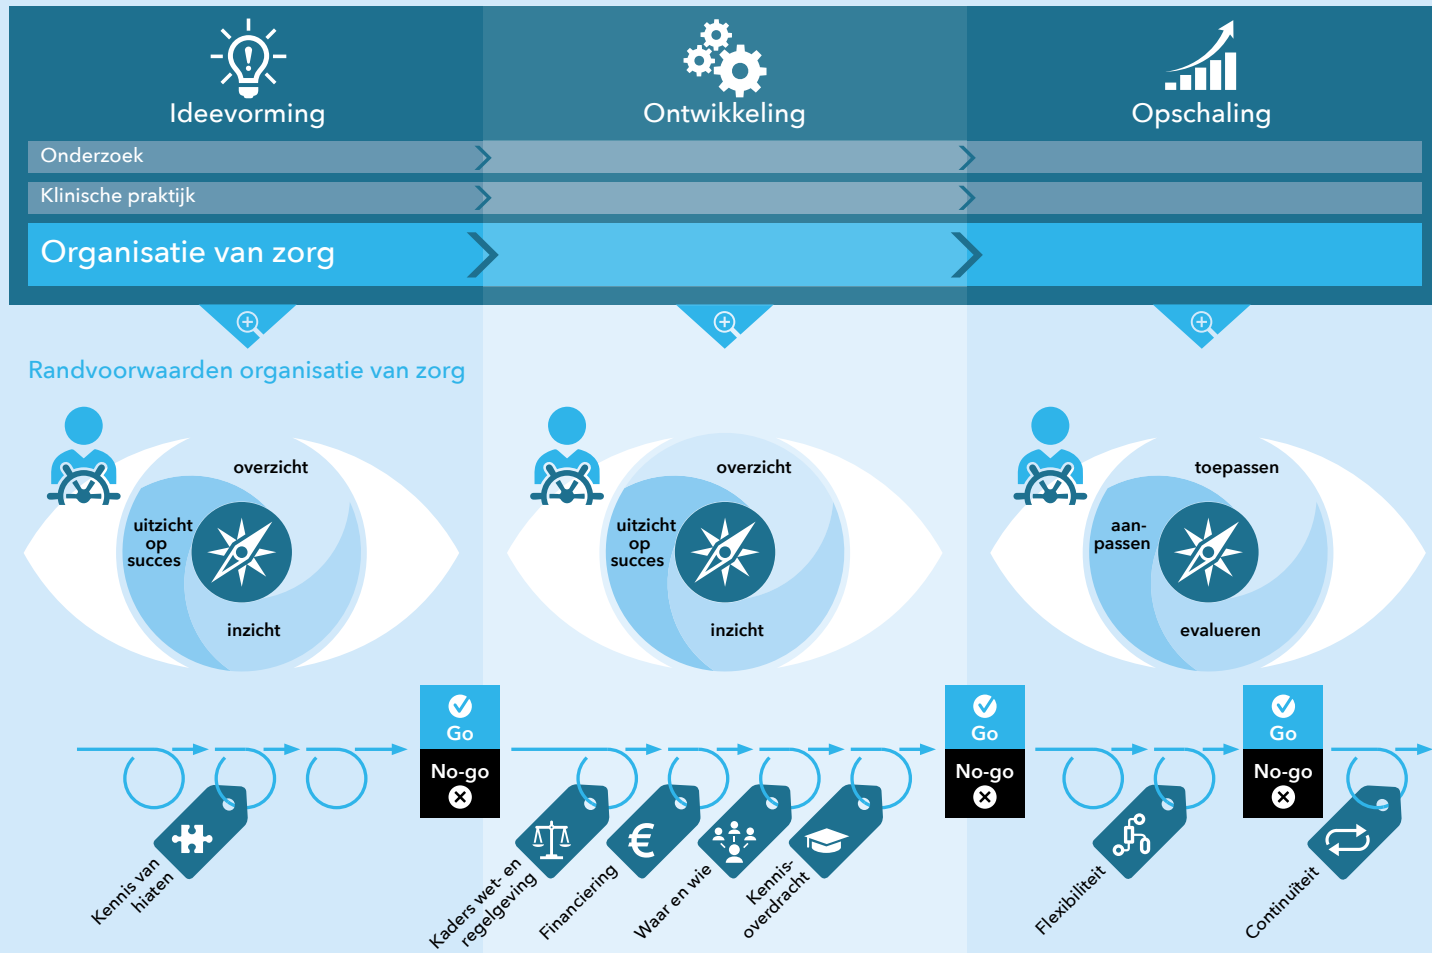 Ideevorming
Ontwikkeling
Opschaling
Onderzoek
Klinische praktijk
Organisatie van zorg
Randvoorwaarden organisatie van zorg
overzicht
uitzicht
op
succes
inzicht
overzicht
uitzicht
op
succes
inzicht
toepassen
aan-
passen
evalueren
Go
No-go
Go
No-go
Go
No-go
Kennis van
hiaten
Kaders wet- en
regelgeving
€
Financiering
Waar en wie
Kennis-
overdracht
Flexibiliteit
Continuïteit